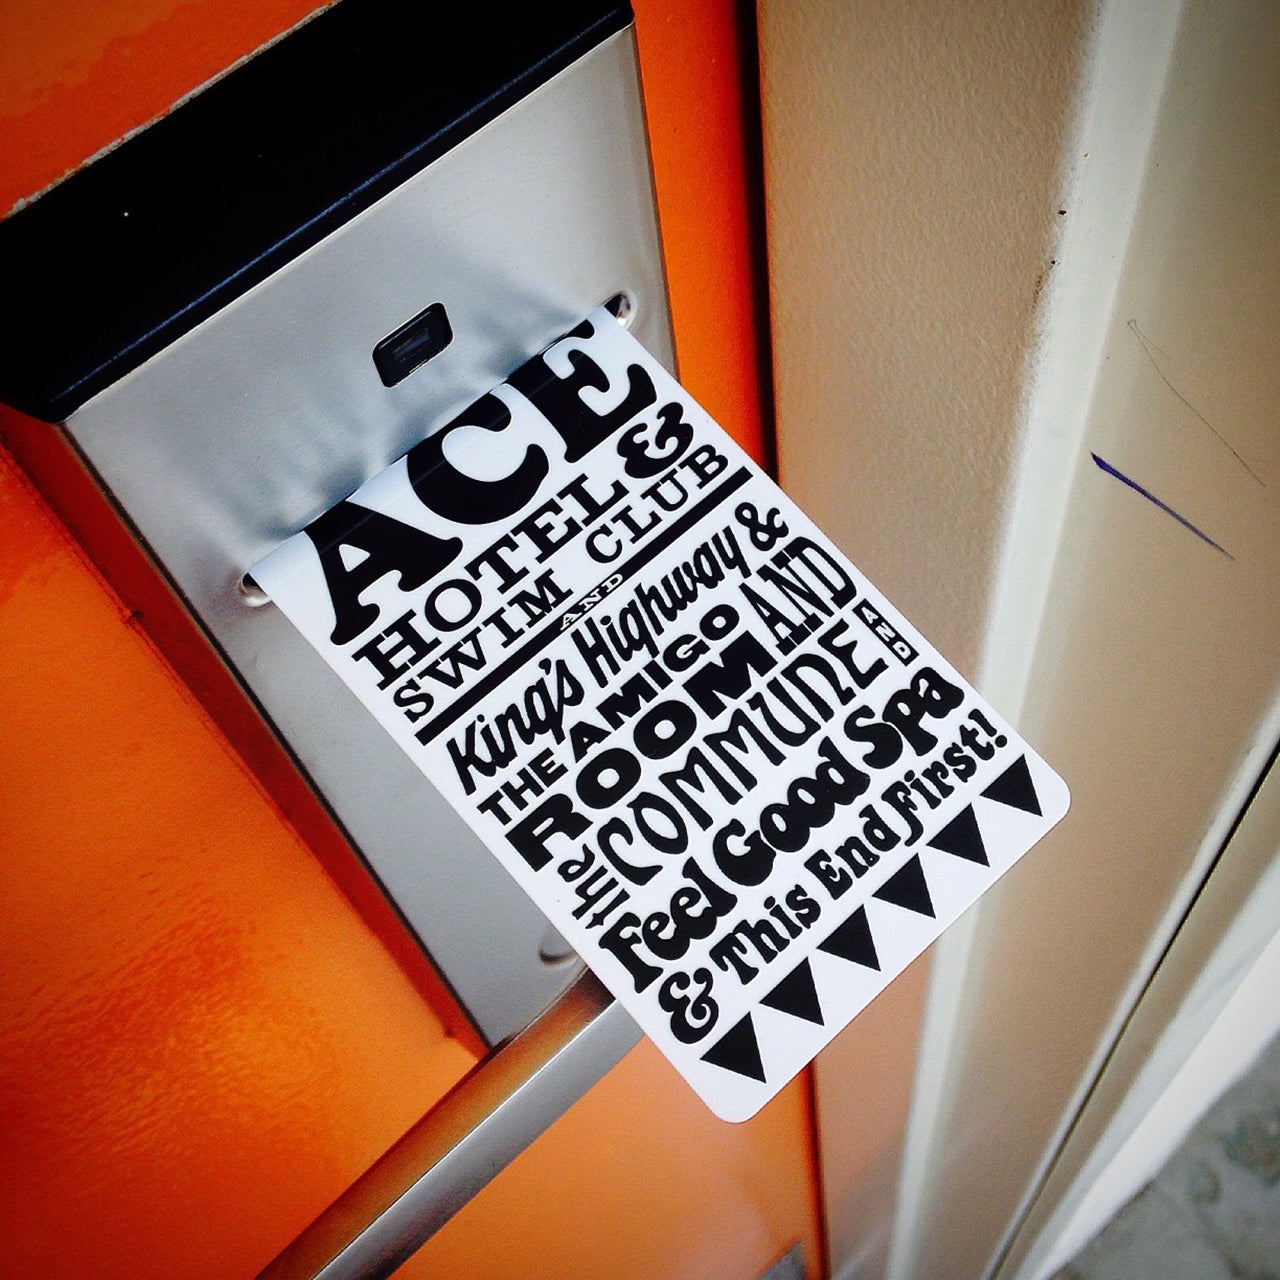 ACE
HOTEL &
SWIM CLUB
AND
King's Highway &
THE AMIGO
ROOM AND
the COMMUNE AND
Feel Good Spa
& This End First!